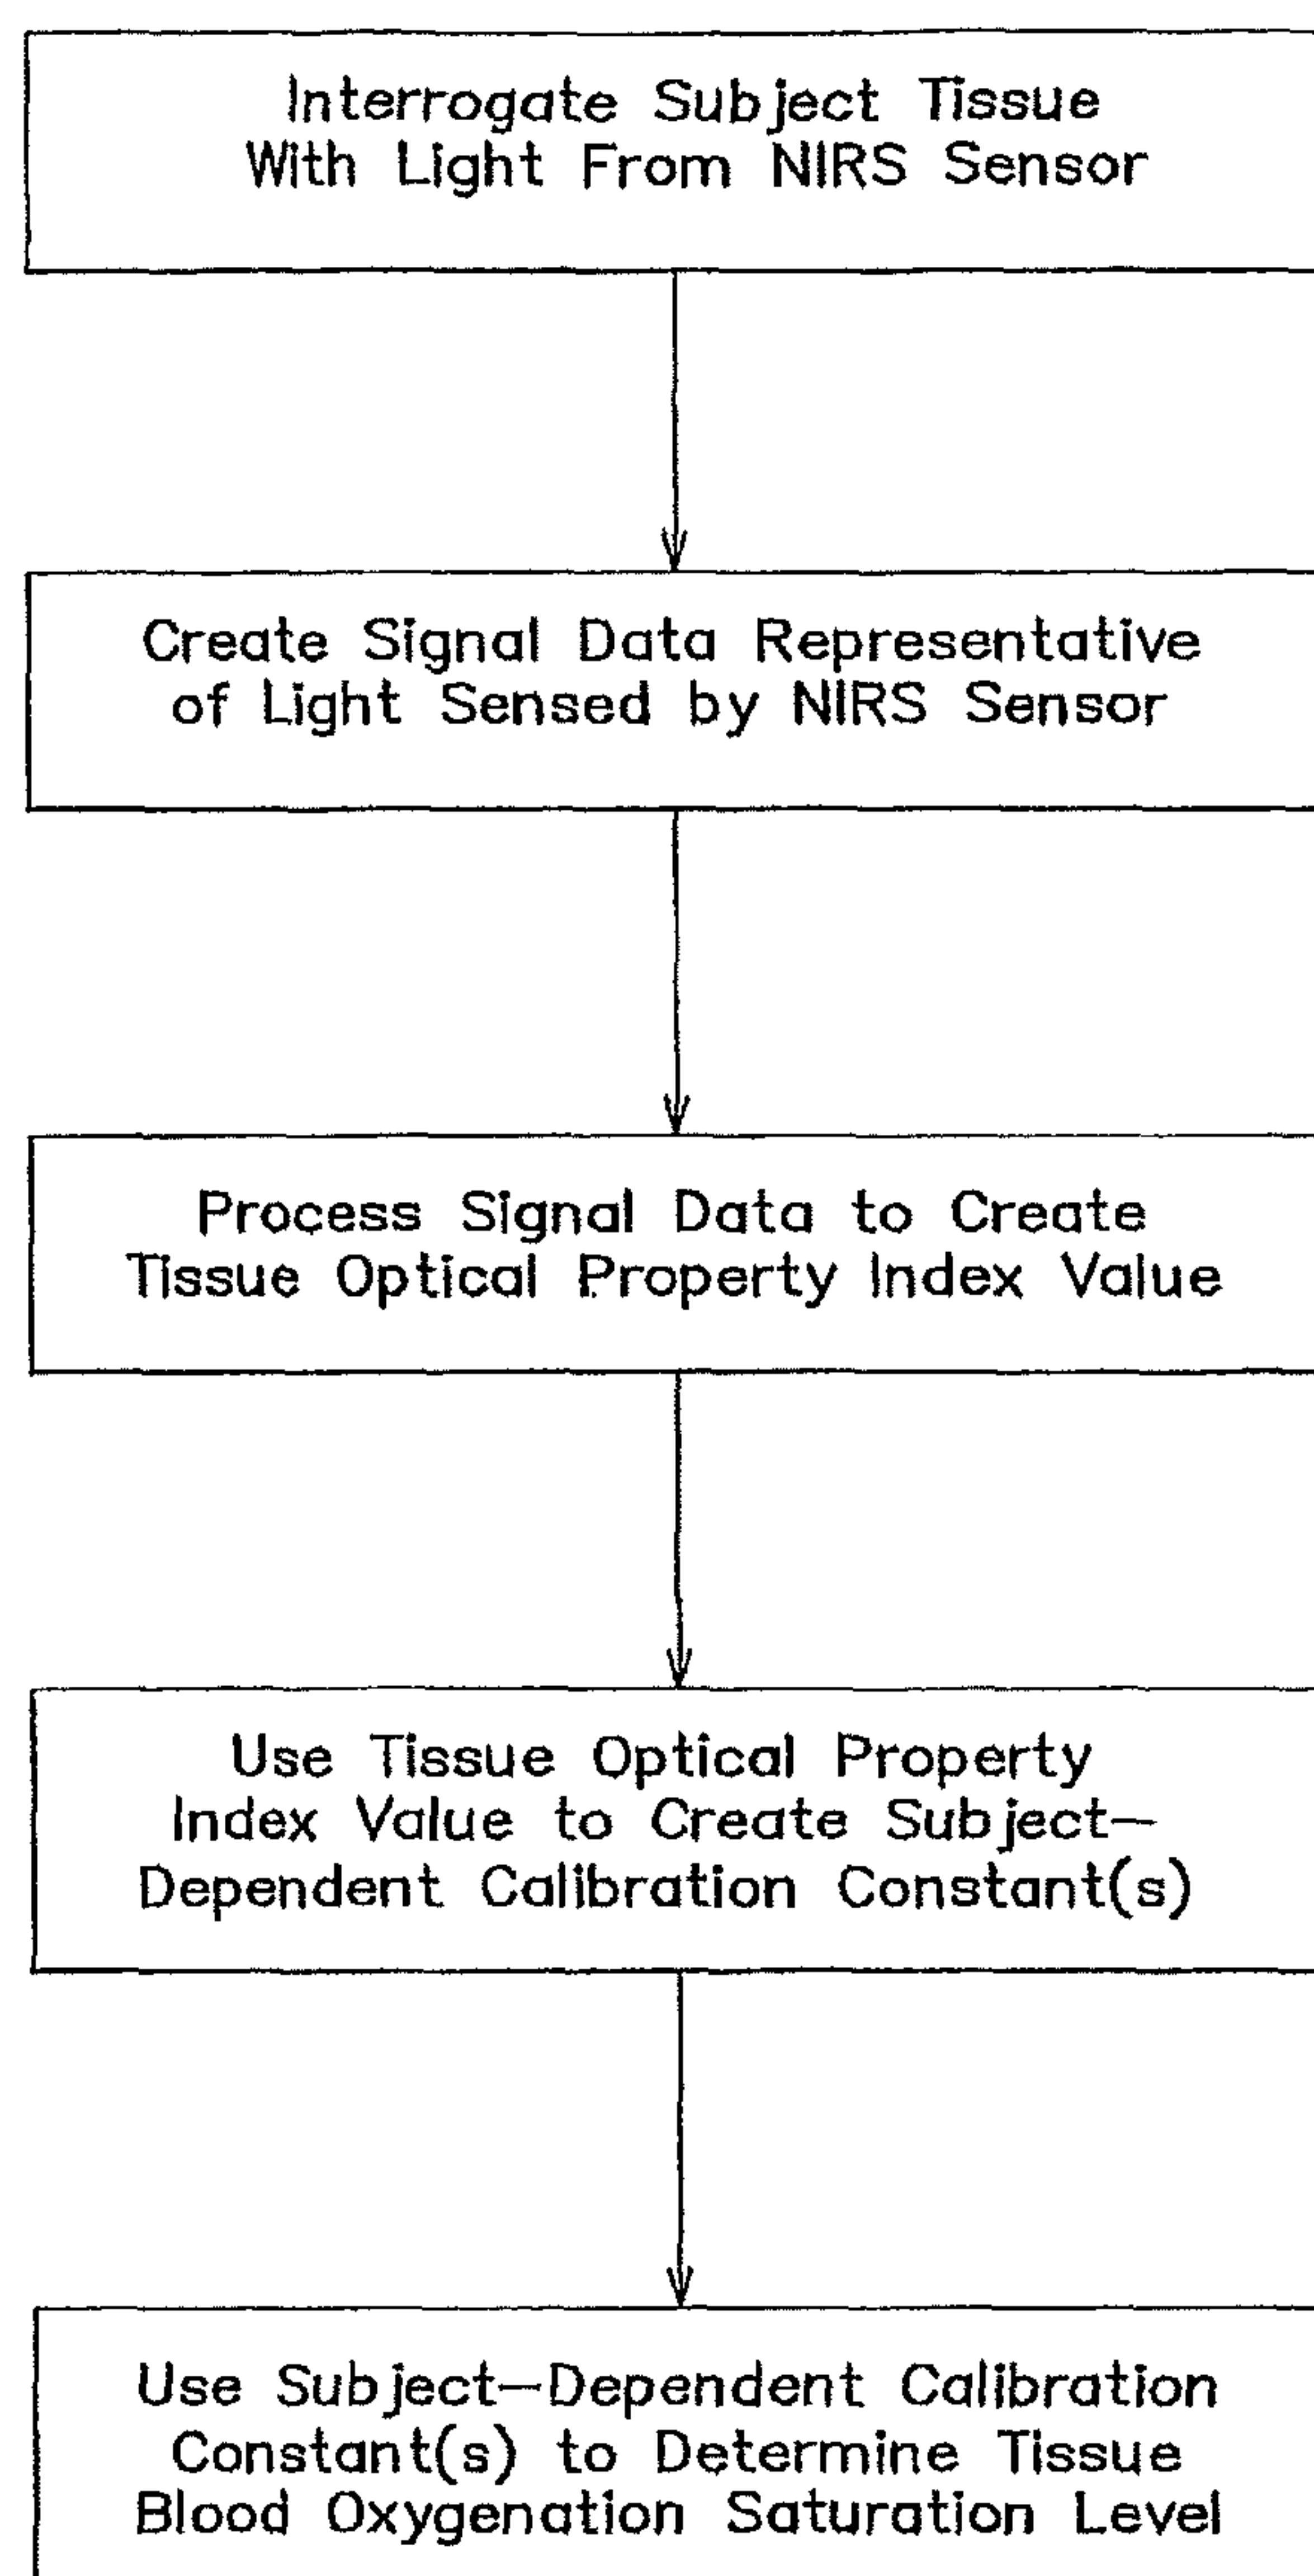 Interrogate Subject Tissue
With Light From NIRS Sensor
Create Signal Data Representative
of Light Sensed by NIRS Sensor
Process Signal Data to Create
Tissue Optical Property Index Value
Use Tissue Optical Property
Index Value to Create Subject–
Dependent Calibration Constant(s)
Use Subject–Dependent Calibration
Constant(s) to Determine Tissue
Blood Oxygenation Saturation Level